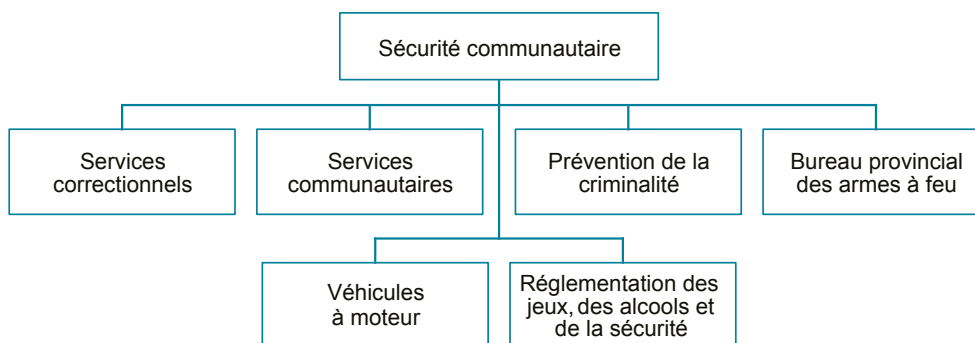 Sécurité communautaire
Services
correctionnels
Services
communautaires
Prévention de la
criminalité
Bureau provincial
des armes à feu
Véhicules
à moteur
Réglementation des
jeux, des alcools et
de la sécurité